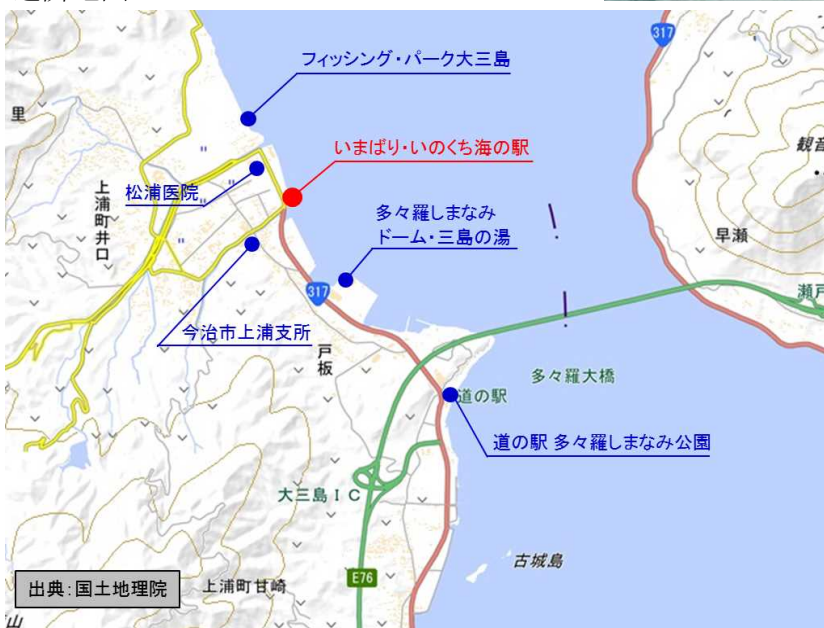 317
フィッシング・パーク大三島
里
いまばり・いのくち海の駅
松浦医院
上浦町井口
多々羅しまなみ
ドーム・三島の湯
早瀬
317
今治市上浦支所
戸板
多々羅大橋
道の駅
道の駅 多々羅しまなみ公園
大三島IC
古城島
E76
出典:国土地理院
上浦町甘崎
山